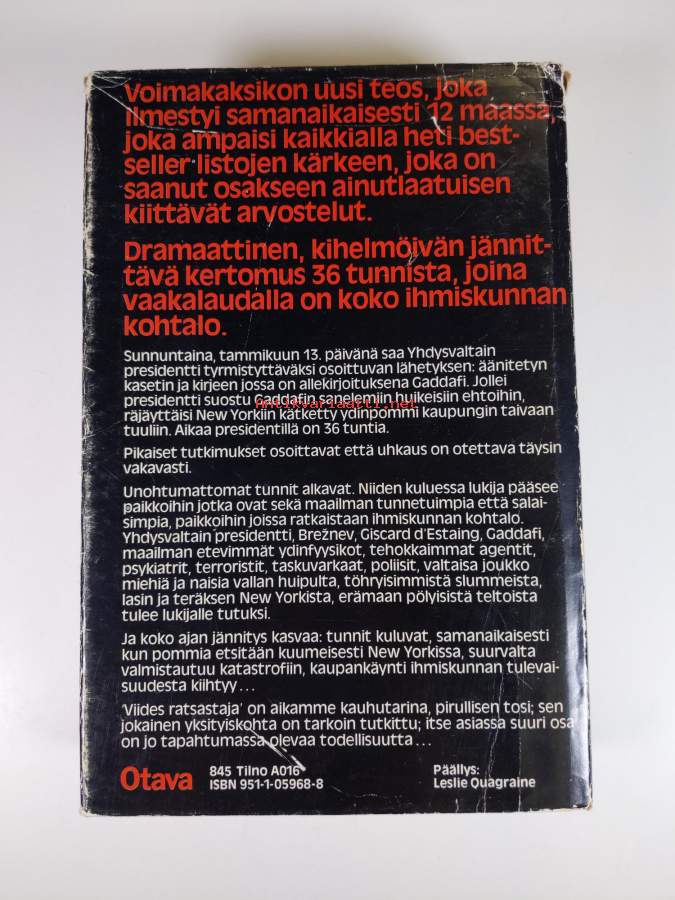 Voimakaksikon uusi teos, joka
ilmestyi samanaikaisesti 12 maassa,
joka ampaisi kaikkialla heti best-
seller listojen kärkeen, joka on
saanut osakseen ainutlaatuisen
kiittävät arvostelut.
Dramaattinen, kihelmöivän jännit-
tävä kertomus 36 tunnista, joina
vaakalaudalla on koko ihmiskunnan
kohtalo.
Sunnuntaina, tammikuun 13. päivänä saa Yhdysvaltain
presidentti tyrmistyttäväksi osoittuvan lähetyksen: äänitetyn
kasetin ja kirjeen jossa on allekirjoituksena Gaddafi. Jollei
presidentti suostu Gaddafin sanelemiin tuikeisiin ehtoihin,
antikvariaatti.net
räjäyttäisi New Yorkiin kätketty ydinpommi kaupungin taivaan
tuuliin. Aikaa presidentillä on 36 tuntia.
Pikaiset tutkimukset osoittavat että uhkaus on otettava täysin
vakavasti.
Unohtumattomat tunnit alkavat. Niiden kuluessa lukija pääsee
paikkoihin jotka ovat sekä maailman tunnetuimpia että salai-
simpia, paikkoihin joissa ratkaistaan ihmiskunnan kohtalo.
Yhdysvaltain presidentti, Brežnev, Giscard d'Estaing, Gaddafi,
maailman etevimmät ydinfyysikot, tehokkaimmat agentit,
psykiatrit, terroristit, taskuvarkaat, poliisit, valtaisa joukko
miehiä ja naisia vallan huipulta, töhryisimmistä slummeista,
lasin ja teräksen New Yorkista, erämaan pölyisistä teltoista
tulee lukijalle tutuksi.
Ja koko ajan jännitys kasvaa: tunnit kuluvat, samanaikaisesti
kun pommia etsitään kuumeisesti New Yorkissa, suurvalta
valmistautuu katastrofiin, kaupankäynti ihmiskunnan tulevai-
suudesta kiihtyy...
'Viides ratsastaja' on aikamme kauhutarina, pirullisen tosi; sen
jokainen yksityiskohta on tarkoin tutkittu; itse asiassa suuri osa
on jo tapahtumassa olevaa todellisuutta...
Otava
845 Tilno A016
ISBN 951-1-05968-8
Päällys:
Leslie Quagraine